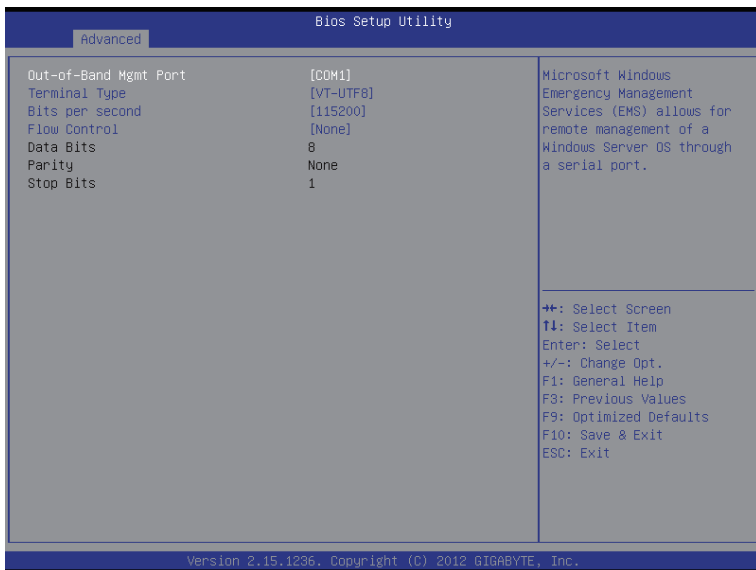 Bios Setup Utility
Advanced
Out-of-Band Mgmt Port [COM1]
Terminal Type [VT-UTF8]
Bits per second [115200]
Flow Control [None]
Data Bits 8
Parity None
Stop Bits 1
Microsoft Windows
Emergency Management
Services (EMS) allows for
remote management of a
Windows Server OS through
a serial port.
→←: Select Screen
↑↓: Select Item
Enter: Select
+/-: Change Opt.
F1: General Help
F3: Previous Values
F9: Optimized Defaults
F10: Save & Exit
ESC: Exit
Version 2.15.1236. Copyright (C) 2012 GIGABYTE, Inc.